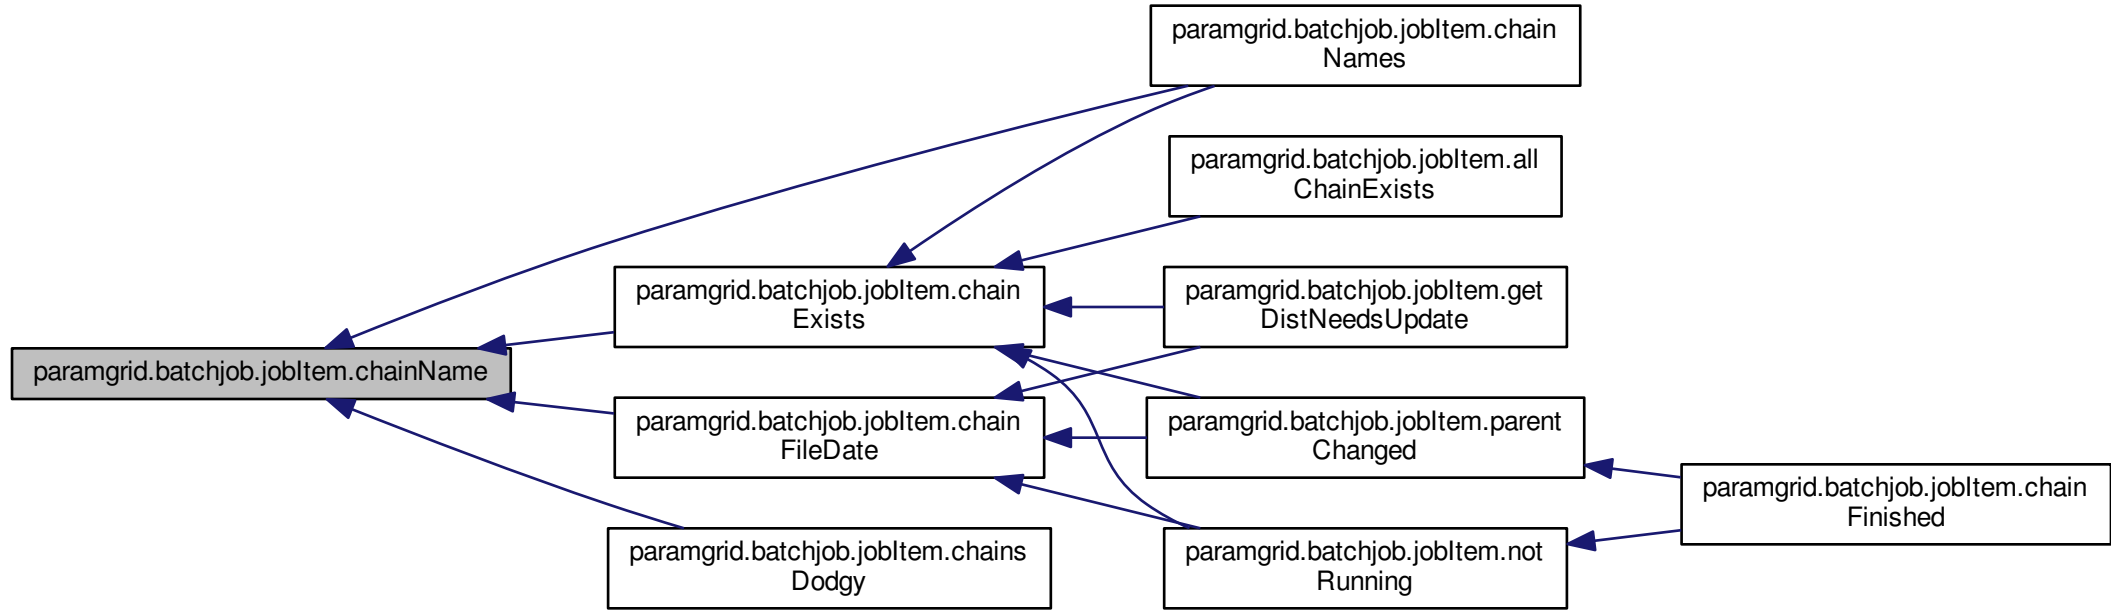 paramgrid.batchjob.jobItem.chain
Names
paramgrid.batchjob.jobItem.all
ChainExists
paramgrid.batchjob.jobItem.chain
Exists
paramgrid.batchjob.jobItem.get
DistNeedsUpdate
paramgrid.batchjob.jobItem.chainName
paramgrid.batchjob.jobItem.chain
FileDate
paramgrid.batchjob.jobItem.parent
Changed
paramgrid.batchjob.jobItem.chain
Finished
paramgrid.batchjob.jobItem.chains
Dodgy
paramgrid.batchjob.jobItem.not
Running